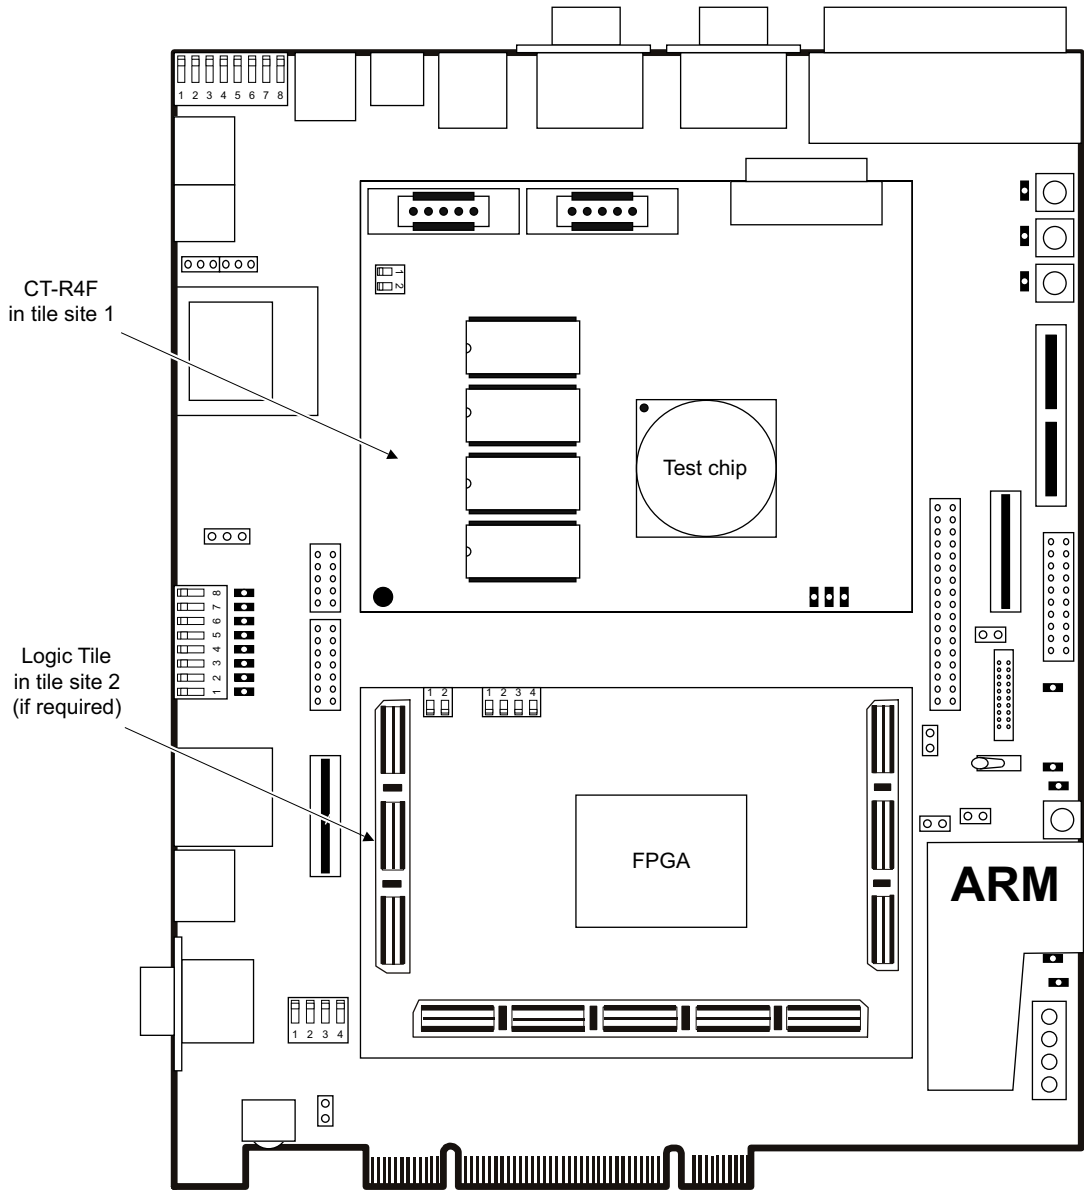 1 2 3 4 5 6 7 8
CT-R4F
in tile site 1
1
2
Test chip
8
7
6
5
4
3
2
1
Logic Tile
in tile site 2
(if required)
1 2
1 2 3 4
FPGA
ARM
1 2 3 4